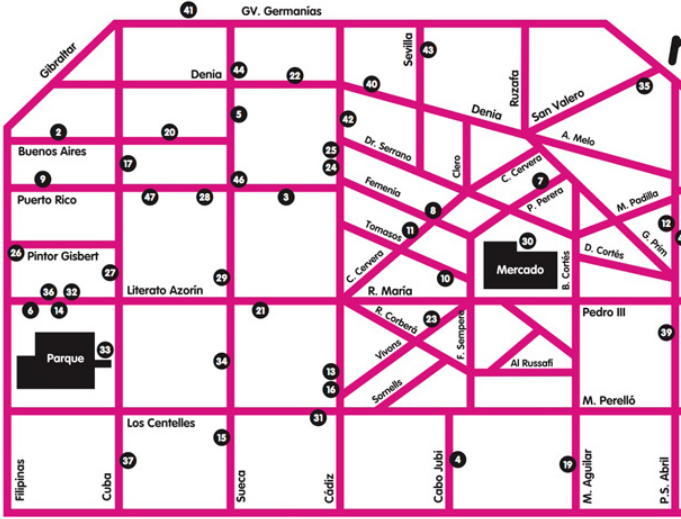 41 GV. Germanías
Gibraltar
Sevilla
43
Denia 44 22
40
Ruzafa
San Valero 35
Denia
A. Melo
5
42
2 20
Buenos Aires
17
25
24
Dr. Serrano
Clero
C. Cervera
9
46
Femenía
7
P. Perera
Puerto Rico 47 28 3
8
M. Padilla
12
Tomasos 11
G. Prim
26 Pintor Gisbert
30
Mercado
D. Cortés
B. Cortés
27
29
C. Cervera
10
36 32
Literato Azorín
R. María
6 14
21
R. Corberó
23
F. Sempere
Pedro III
39
Parque 33
34
Vivons
Al Russafí
13
16
Sornells
M. Perelló
31
Los Centelles
15
37
4
19
Filipinas
Cuba
Sueca
Cádiz
Cabo Jubi
M. Aguilar
P.S. Abril